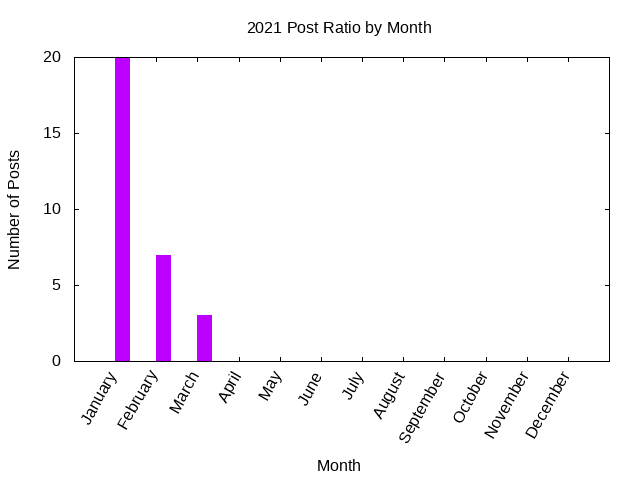 2021 Post Ratio by Month
20
15
10
5
0
Number of Posts
January
February
March
April
May
June
July
August
September
October
November
December
Month